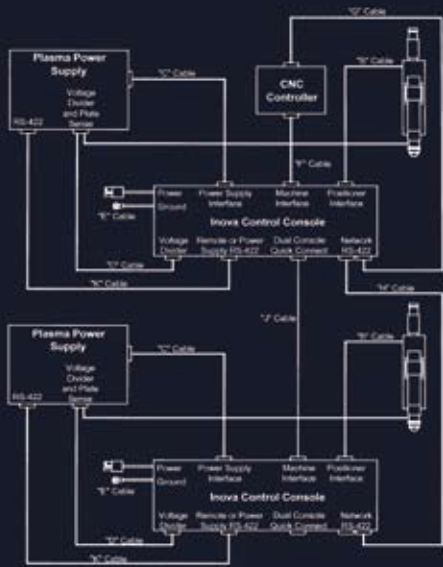 "G" Cable
Plasma Power
Supply
Voltage
Divider
and Plate
Sense
RS-422
"C" Cable
CNC
Controller
"B" Cable
"F" Cable
Power
Ground
"E" Cable
Power Supply
Interface
Machine
Interface
Positioner
Interface
Inova Control Console
Voltage
Divider
Remote or Power
Supply RS-422
Dual Console
Quick Connect
Network
RS-422
"D" Cable
"K" Cable
"H" Cable
"J" Cable
Plasma Power
Supply
Voltage
Divider
and Plate
Sense
RS-422
"C" Cable
"B" Cable
Power
Ground
"E" Cable
Power Supply
Interface
Machine
Interface
Positioner
Interface
Inova Control Console
Voltage
Divider
Remote or Power
Supply RS-422
Dual Console
Quick Connect
Network
RS-422
"D" Cable
"K" Cable